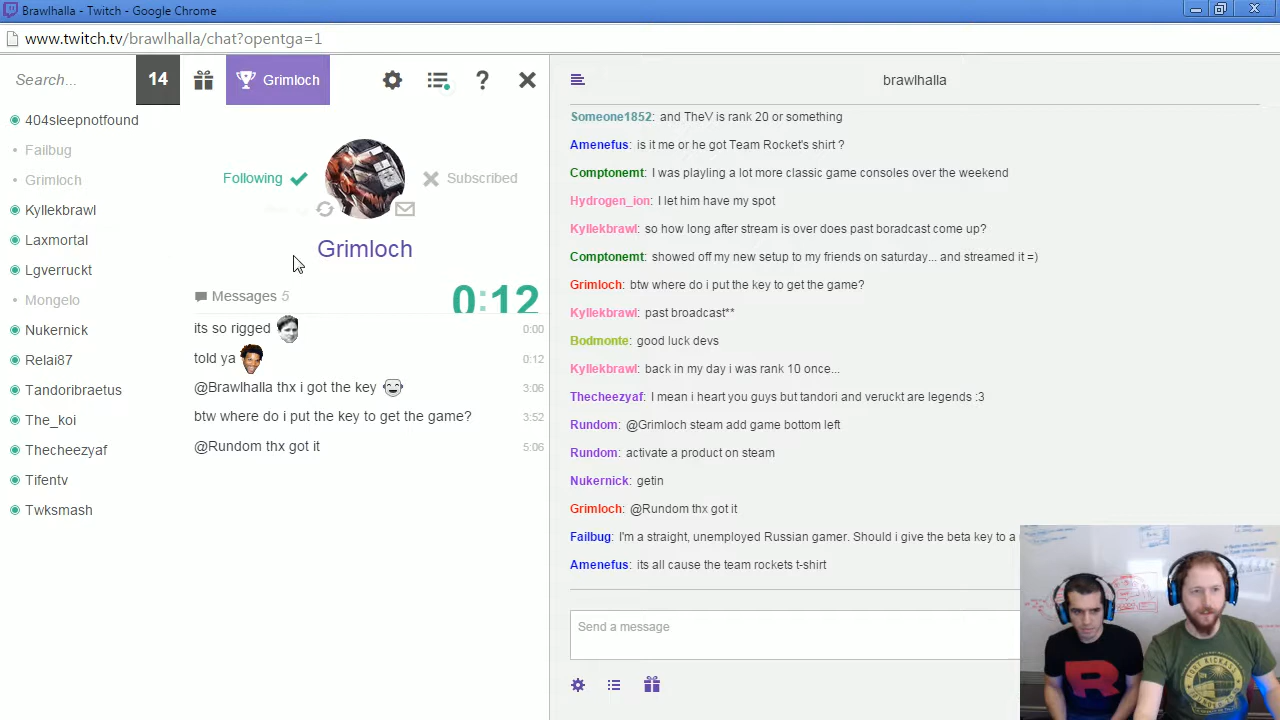 Brawlhalla - Twitch - Google Chrome
www.twitch.tv/brawlhalla/chat?opentga=1
Search...
14
Grimloch
?
404sleepnotfound
Failbug
Grimloch
Kyllekbrawl
Laxmortal
Lgverruckt
Mongelo
Nukernick
Relai87
Tandoribraetus
The_koi
Thecheezyaf
Tifentv
Twksmash
Following
Subscribed
Grimloch
Messages 5
0:12
its so rigged 0:00
told ya 0:12
@Brawlhalla thx i got the key 3:06
btw where do i put the key to get the game? 3:52
@Rundom thx got it 5:06
brawlhalla
Someone1852: and TheV is rank 20 or something
Amenefus: is it me or he got Team Rocket's shirt ?
Comptonemt: I was playling a lot more classic game consoles over the weekend
Hydrogen_ion: I let him have my spot
Kyllekbrawl: so how long after stream is over does past boradcast come up?
Comptonemt: showed off my new setup to my friends on saturday... and streamed it =)
Grimloch: btw where do i put the key to get the game?
Kyllekbrawl: past broadcast**
Bodmonte: good luck devs
Kyllekbrawl: back in my day i was rank 10 once...
Thecheezyaf: I mean i heart you guys but tandori and veruckt are legends :3
Rundom: @Grimloch steam add game bottom left
Rundom: activate a product on steam
Nukernick: getin
Grimloch: @Rundom thx got it
Failbug: I'm a straight, unemployed Russian gamer. Should i give the beta key to a
Amenefus: its all cause the team rockets t-shirt
Send a message
R